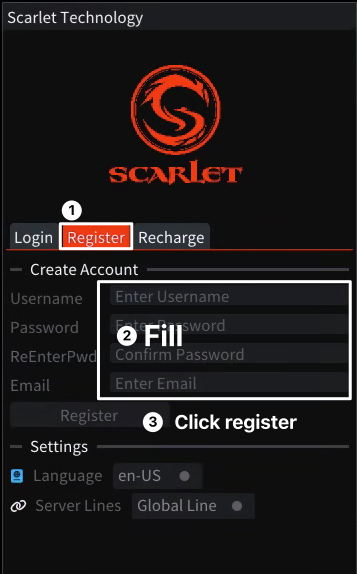 Scarlet Technology
SCARLET
1
Login Register Recharge
Create Account
Username Enter Username
Password Enter Password
2 Fill
ReEnterPwd Confirm Password
Email Enter Email
Register
3 Click register
Settings
Language en-US
Server Lines Global Line